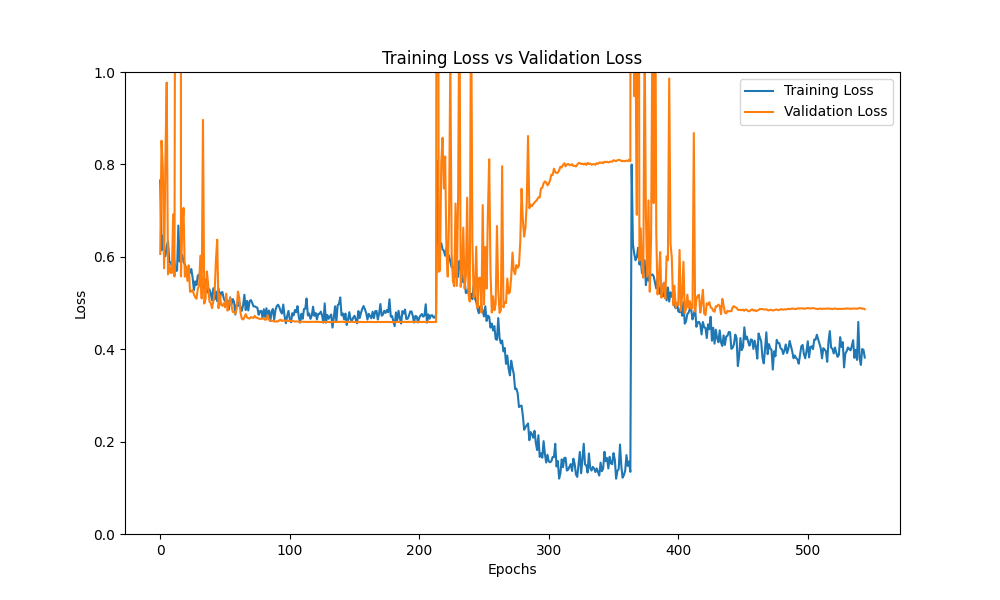 Training Loss vs Validation Loss
Training Loss
Validation Loss
Loss
1.0
0.8
0.6
0.4
0.2
0.0
0 100 200 300 400 500
Epochs